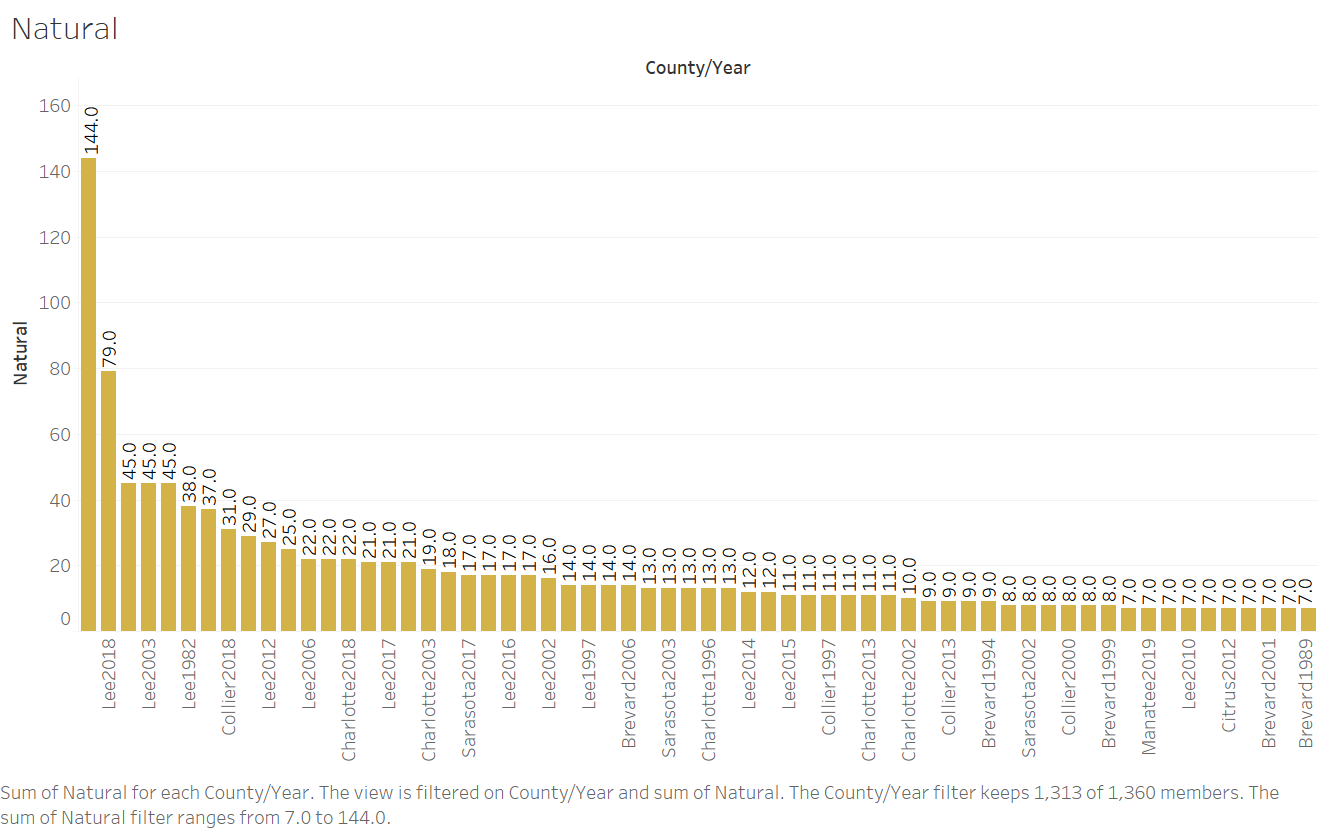 Natural
County/Year
Natural
160
140
120
100
80
60
40
20
0
144.0
79.0
45.0
45.0
45.0
38.0
37.0
31.0
29.0
27.0
25.0
22.0
22.0
22.0
21.0
21.0
21.0
19.0
18.0
17.0
17.0
17.0
17.0
16.0
14.0
14.0
14.0
14.0
13.0
13.0
13.0
13.0
13.0
12.0
12.0
11.0
11.0
11.0
11.0
11.0
11.0
10.0
9.0
9.0
9.0
9.0
8.0
8.0
8.0
8.0
8.0
8.0
7.0
7.0
7.0
7.0
7.0
7.0
7.0
7.0
7.0
7.0
Lee2018
Lee2003
Lee1982
Collier2018
Lee2012
Lee2006
Charlotte2018
Lee2017
Charlotte2003
Sarasota2017
Lee2016
Lee2002
Lee1997
Brevard2006
Sarasota2003
Charlotte1996
Lee2014
Lee2015
Collier1997
Charlotte2013
Charlotte2002
Collier2013
Brevard1994
Sarasota2002
Collier2000
Brevard1999
Manatee2019
Lee2010
Citrus2012
Brevard2001
Brevard1989
Sum of Natural for each County/Year. The view is filtered on County/Year and sum of Natural. The County/Year filter keeps 1,313 of 1,360 members. The
sum of Natural filter ranges from 7.0 to 144.0.